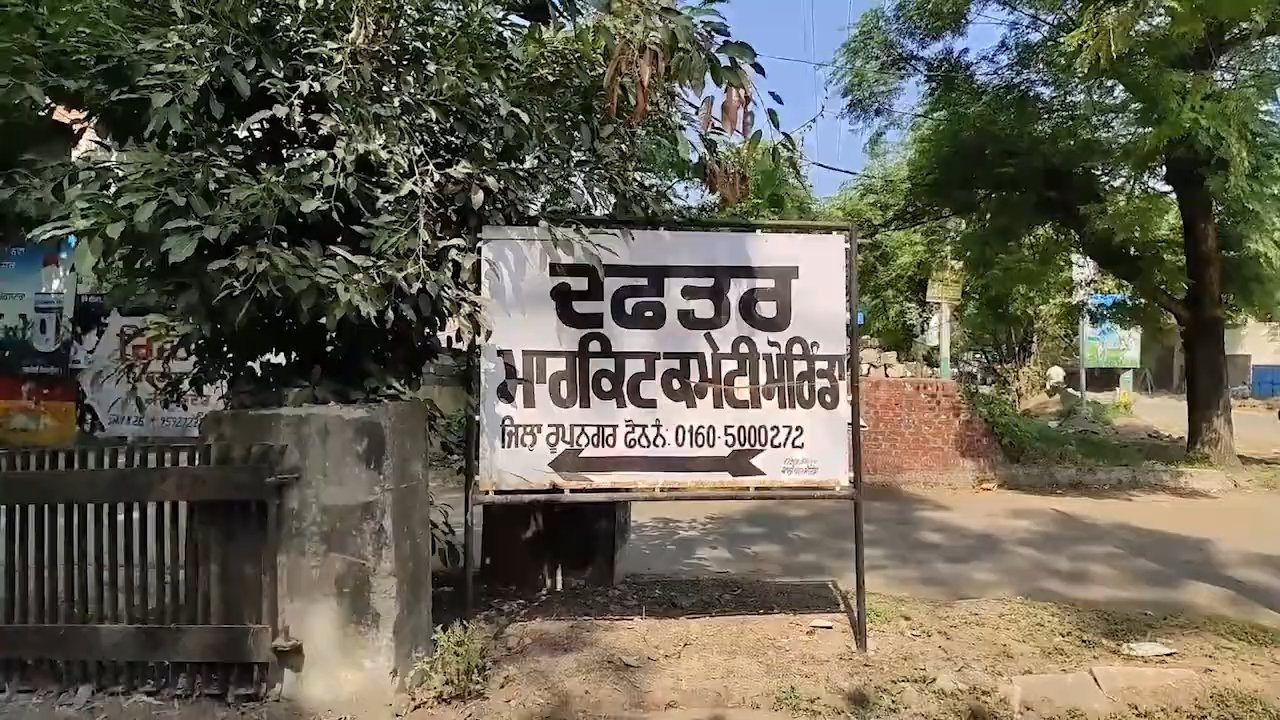 ਦਫਤਰ
ਮਾਰਕਿਟ ਕਮੇਟੀ ਮੋਰਿੰਡਾ
ਜਿਲ੍ਹਾ ਰੂਪਨਗਰ ਫੋਨ ਨੰ: 0160-5000272